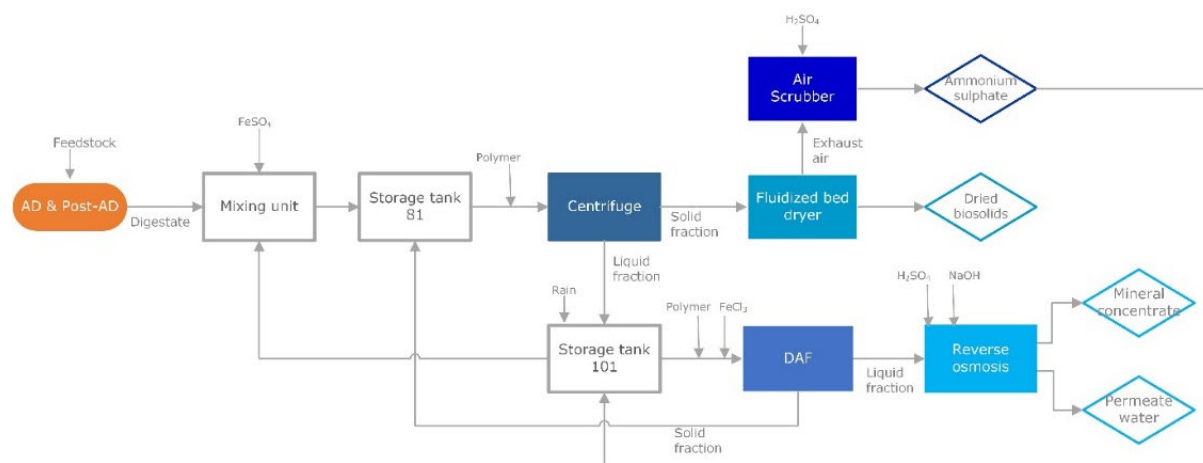 H₂SO₄
Air
Scrubber
Ammonium
sulphate
Feedstock
FeSO₄
Polymer
Exhaust
air
AD & Post-AD
Digestate
Mixing unit
Storage tank
81
Centrifuge
Solid
fraction
Fluidized bed
dryer
Dried
biosolids
Liquid
fraction
Rain
Storage tank
101
Polymer
FeCl₃
DAF
Liquid
fraction
H₂SO₄
NaOH
Reverse
osmosis
Mineral
concentrate
Permeate
water
Solid
fraction